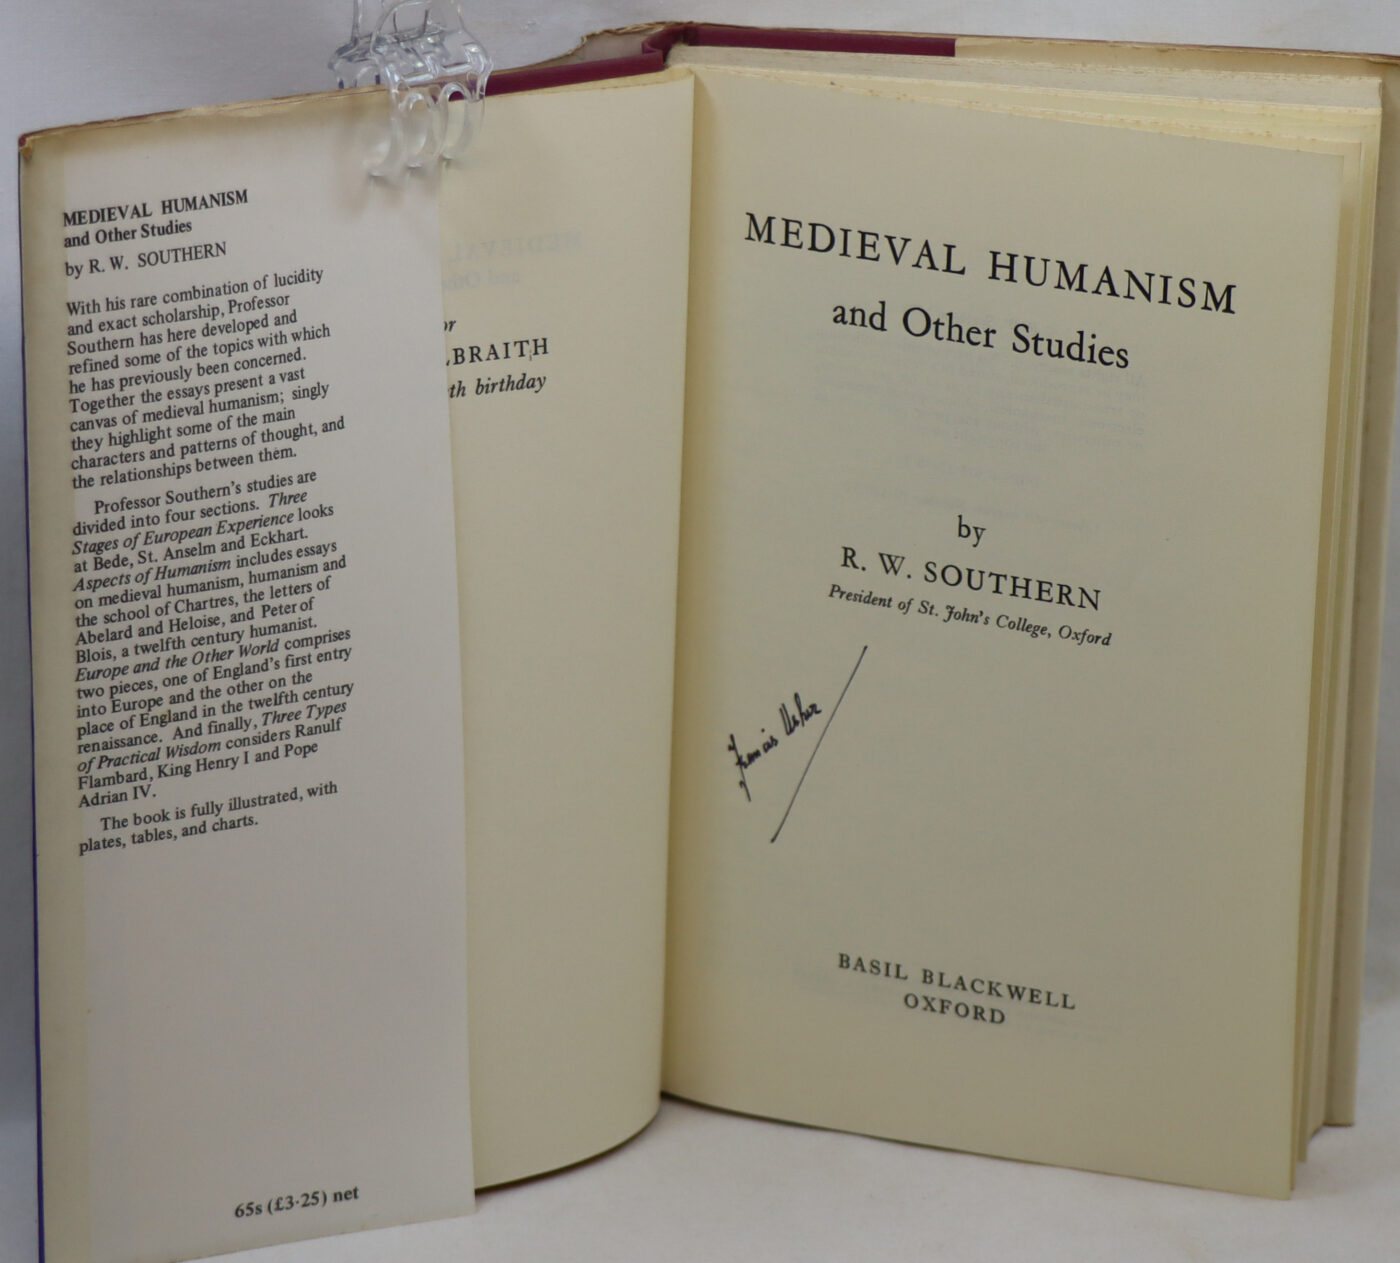 MEDIEVAL HUMANISM
and Other Studies
by R. W. SOUTHERN
With his rare combination of lucidity
and exact scholarship, Professor
Southern has here developed and
refined some of the topics with which
he has previously been concerned.
Together the essays present a vast
canvas of medieval humanism; singly
they highlight some of the main
characters and patterns of thought, and
the relationships between them.
Professor Southern's studies are
divided into four sections. Three
Stages of European Experience looks
at Bede, St. Anselm and Eckhart.
Aspects of Humanism includes essays
on medieval humanism, humanism and
the school of Chartres, the letters of
Abelard and Heloise, and Peter of
Blois, a twelfth century humanist.
Europe and the Other World comprises
two pieces, one of England's first entry
into Europe and the other on the
place of England in the twelfth century
renaissance. And finally, Three Types
of Practical Wisdom considers Ranulf
Flambard, King Henry I and Pope
Adrian IV.
The book is fully illustrated, with
plates, tables, and charts.
65s (£3·25) net
or
LBRAITH
th birthday
MEDIEVAL HUMANISM
and Other Studies
by
R. W. SOUTHERN
President of St. John's College, Oxford
Francis
BASIL BLACKWELL
OXFORD